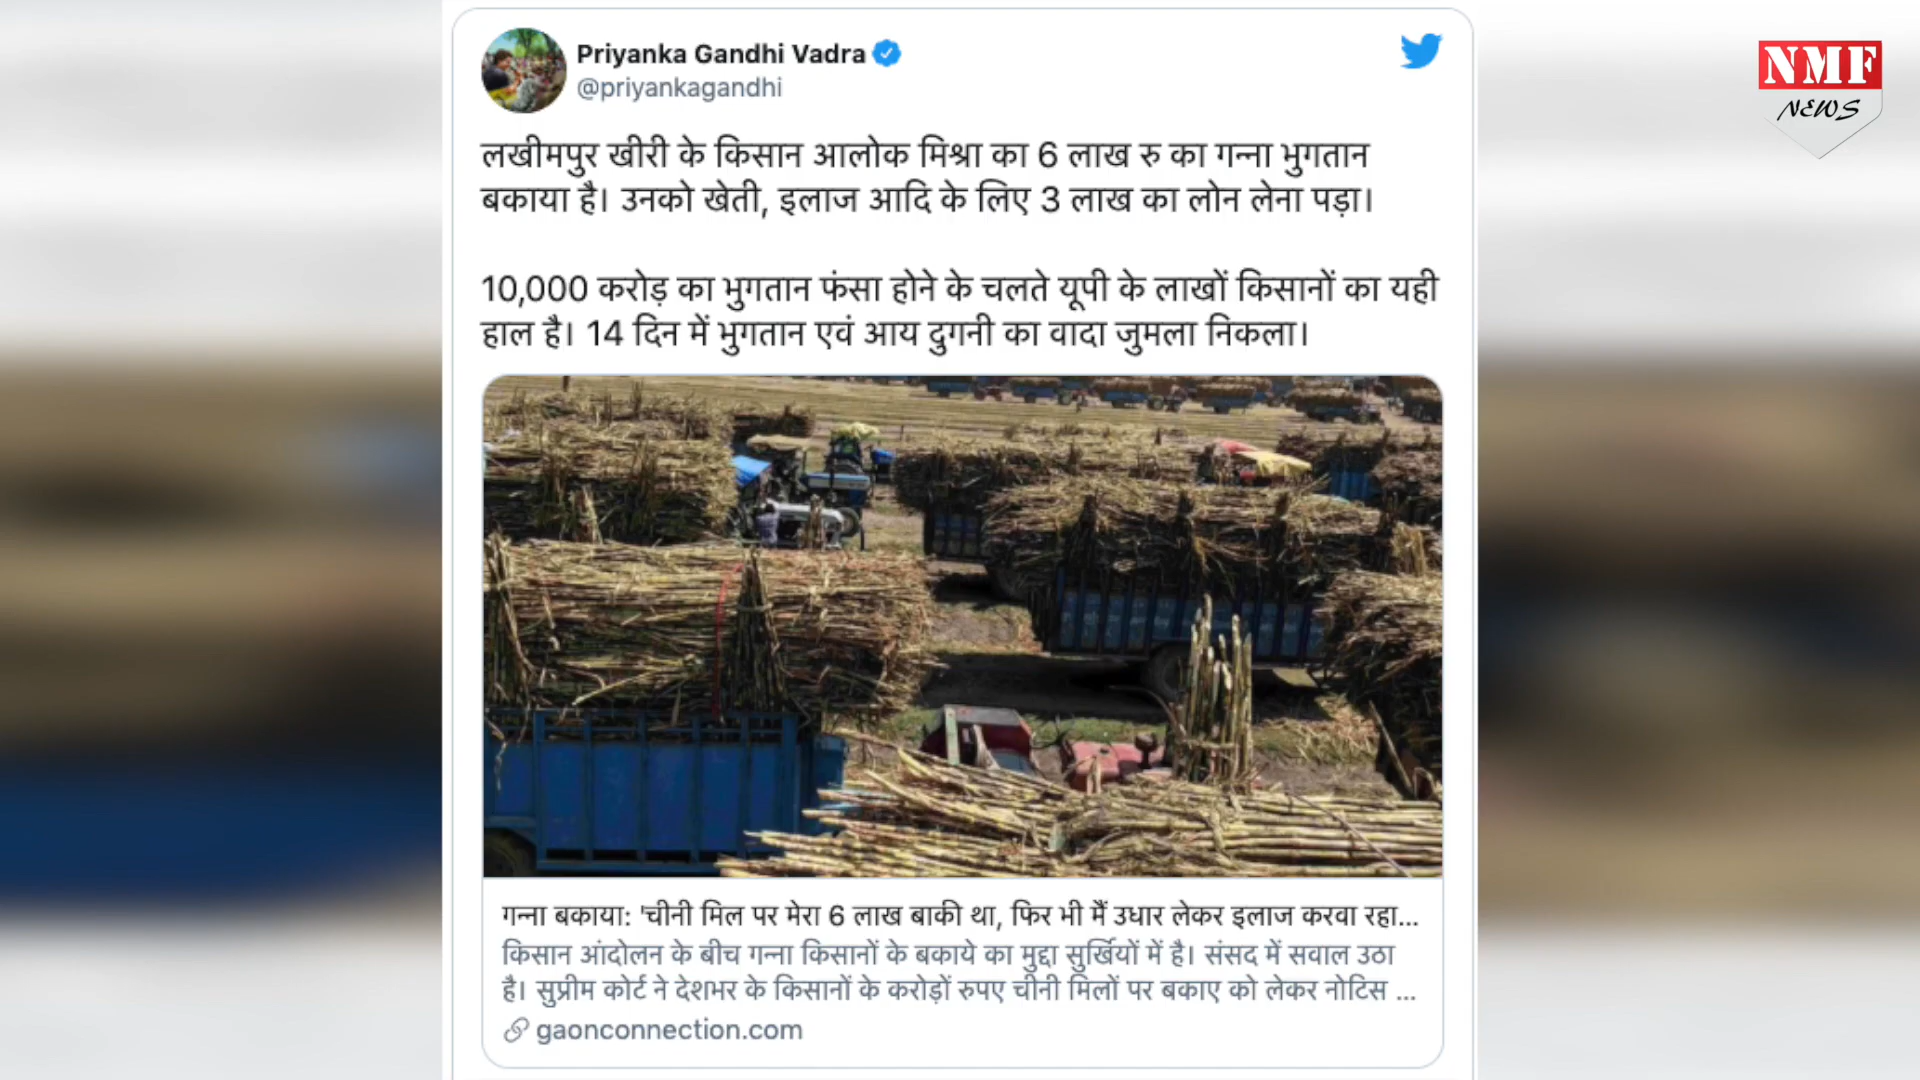 Priyanka Gandhi Vadra
@priyankagandhi
NMF
NEWS
लखीमपुर खीरी के किसान आलोक मिश्रा का 6 लाख रु का गन्ना भुगतान
बकाया है। उनको खेती, इलाज आदि के लिए 3 लाख का लोन लेना पड़ा।
10,000 करोड़ का भुगतान फंसा होने के चलते यूपी के लाखों किसानों का यही
हाल है। 14 दिन में भुगतान एवं आय दुगनी का वादा जुमला निकला।
गन्ना बकाया: 'चीनी मिल पर मेरा 6 लाख बाकी था, फिर भी मैं उधार लेकर इलाज करवा रहा...
किसान आंदोलन के बीच गन्ना किसानों के बकाये का मुद्दा सुर्खियों में है। संसद में सवाल उठा
है। सुप्रीम कोर्ट ने देशभर के किसानों के करोड़ों रुपए चीनी मिलों पर बकाए को लेकर नोटिस ...
gaonconnection.com